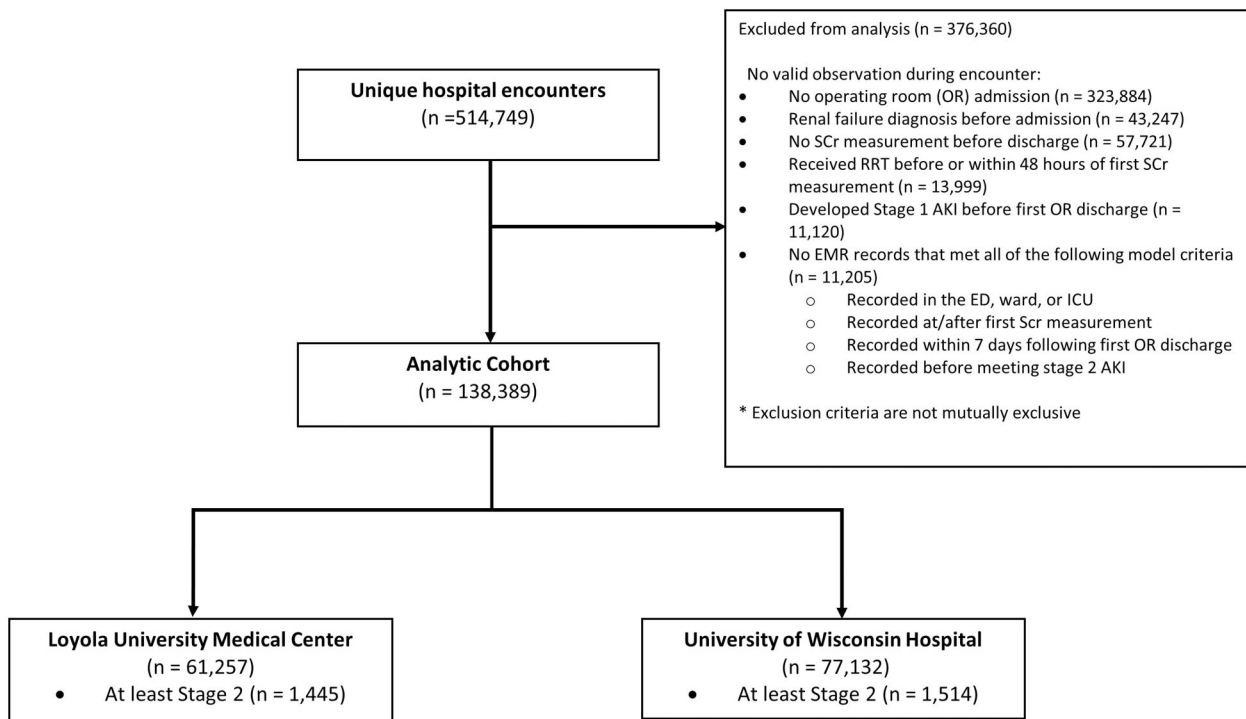 Unique hospital encounters
(n =514,749)
Excluded from analysis (n = 376,360)
No valid observation during encounter:
• No operating room (OR) admission (n = 323,884)
• Renal failure diagnosis before admission (n = 43,247)
• No SCr measurement before discharge (n = 57,721)
• Received RRT before or within 48 hours of first SCr
measurement (n = 13,999)
• Developed Stage 1 AKI before first OR discharge (n =
11,120)
• No EMR records that met all of the following model criteria
(n = 11,205)
o Recorded in the ED, ward, or ICU
o Recorded at/after first Scr measurement
o Recorded within 7 days following first OR discharge
o Recorded before meeting stage 2 AKI
* Exclusion criteria are not mutually exclusive
Analytic Cohort
(n = 138,389)
Loyola University Medical Center
(n = 61,257)
• At least Stage 2 (n = 1,445)
University of Wisconsin Hospital
(n = 77,132)
• At least Stage 2 (n = 1,514)